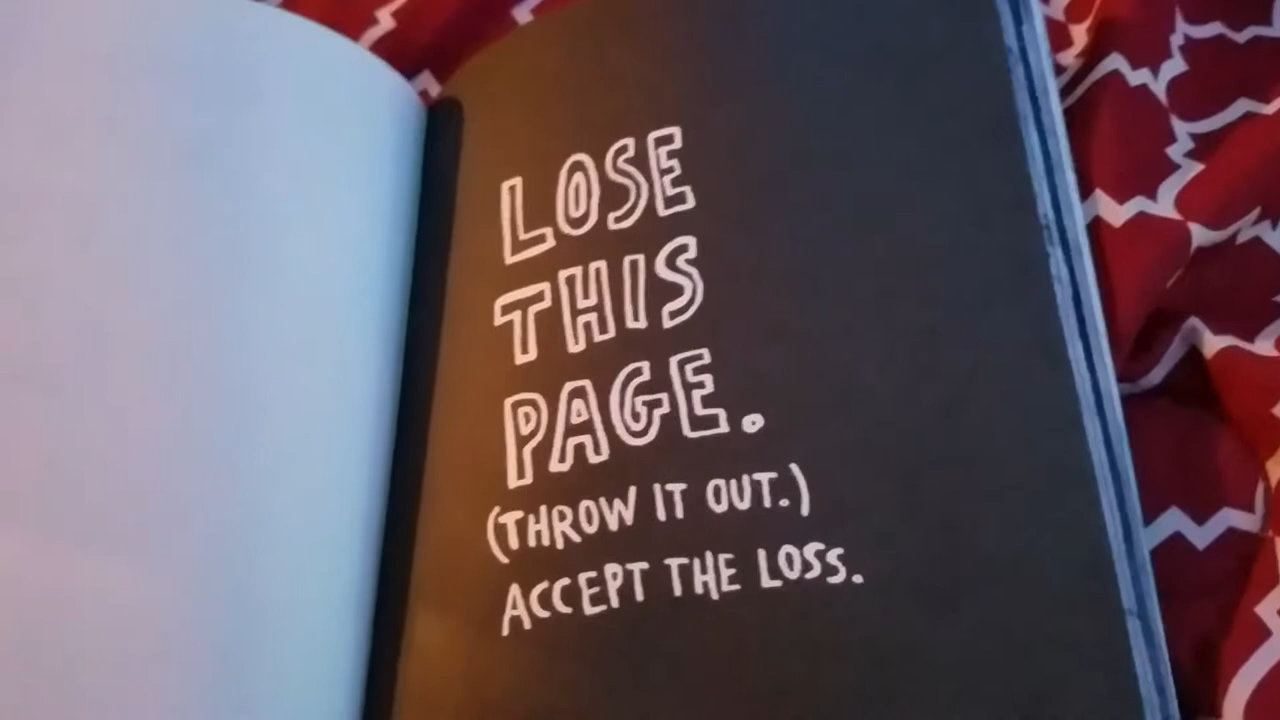 LOSE
THIS
PAGE.
(THROW IT OUT.)
ACCEPT THE LOSS.